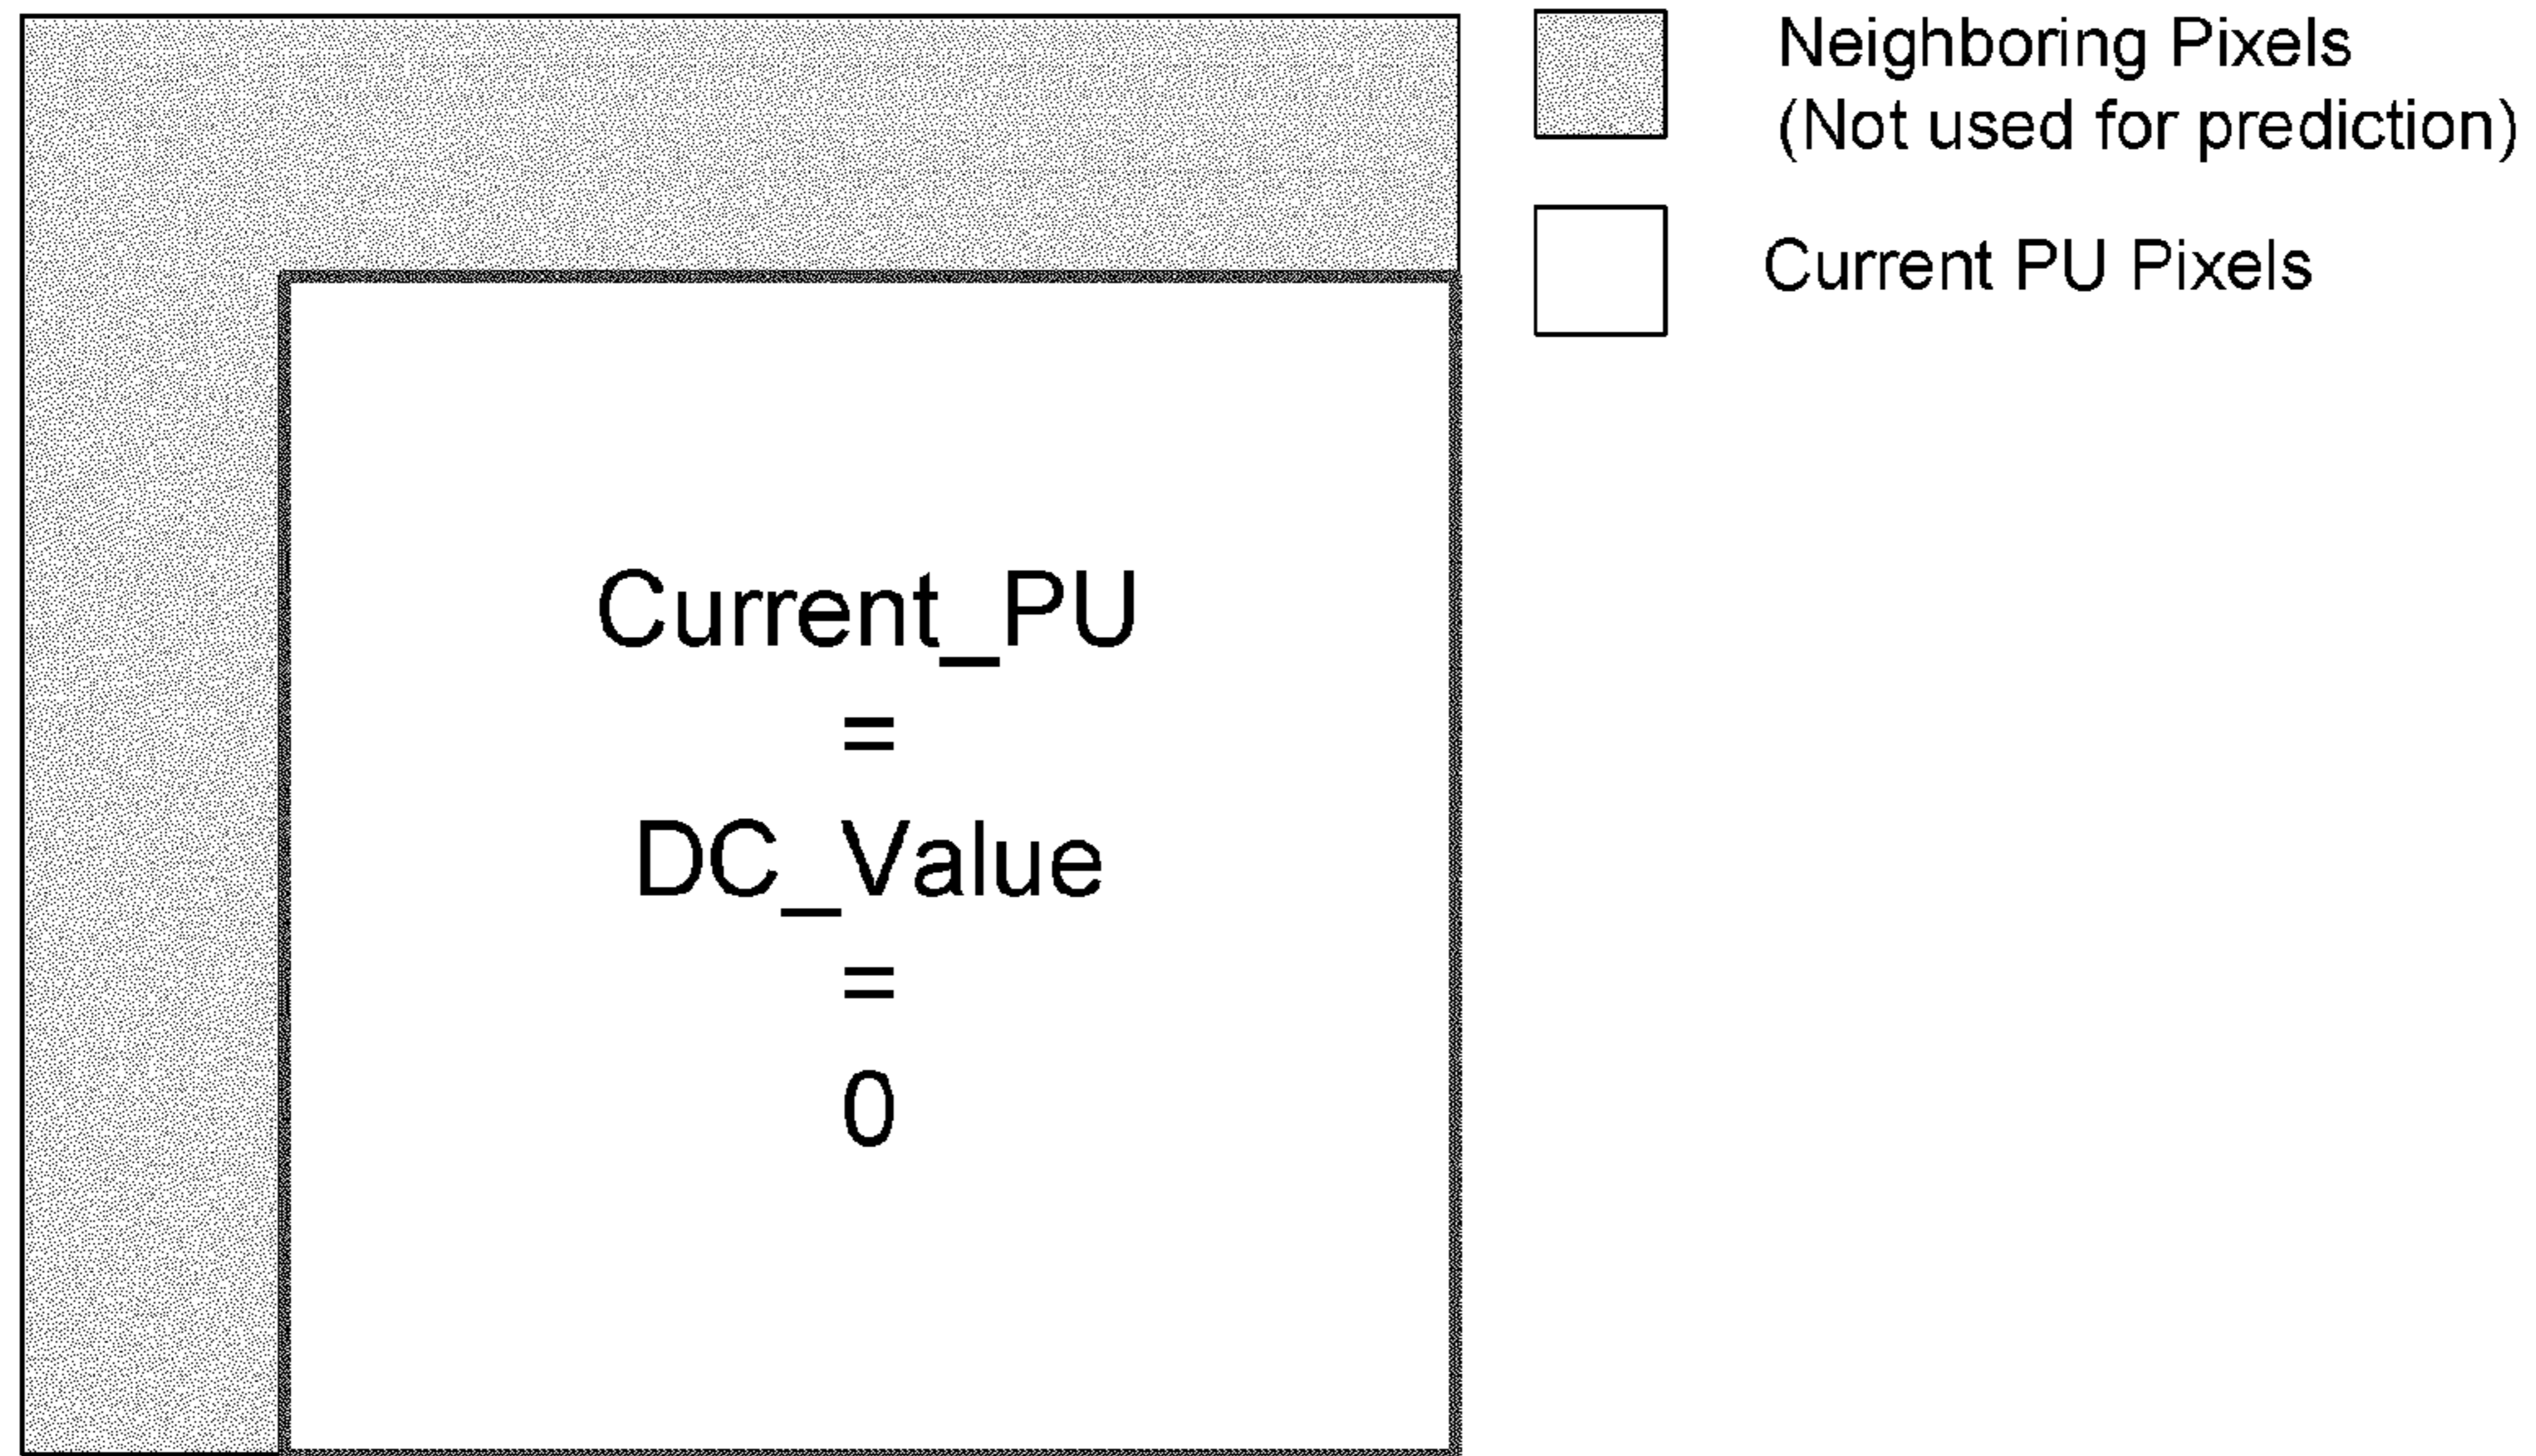 Neighboring Pixels
(Not used for prediction)
Current PU Pixels
Current_PU
=
DC_Value
=
0